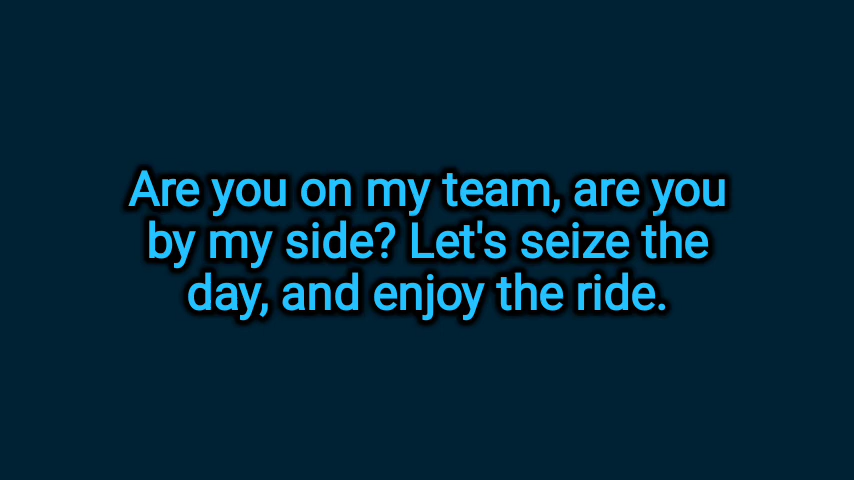 Are you on my team, are you
by my side? Let's seize the
day, and enjoy the ride.